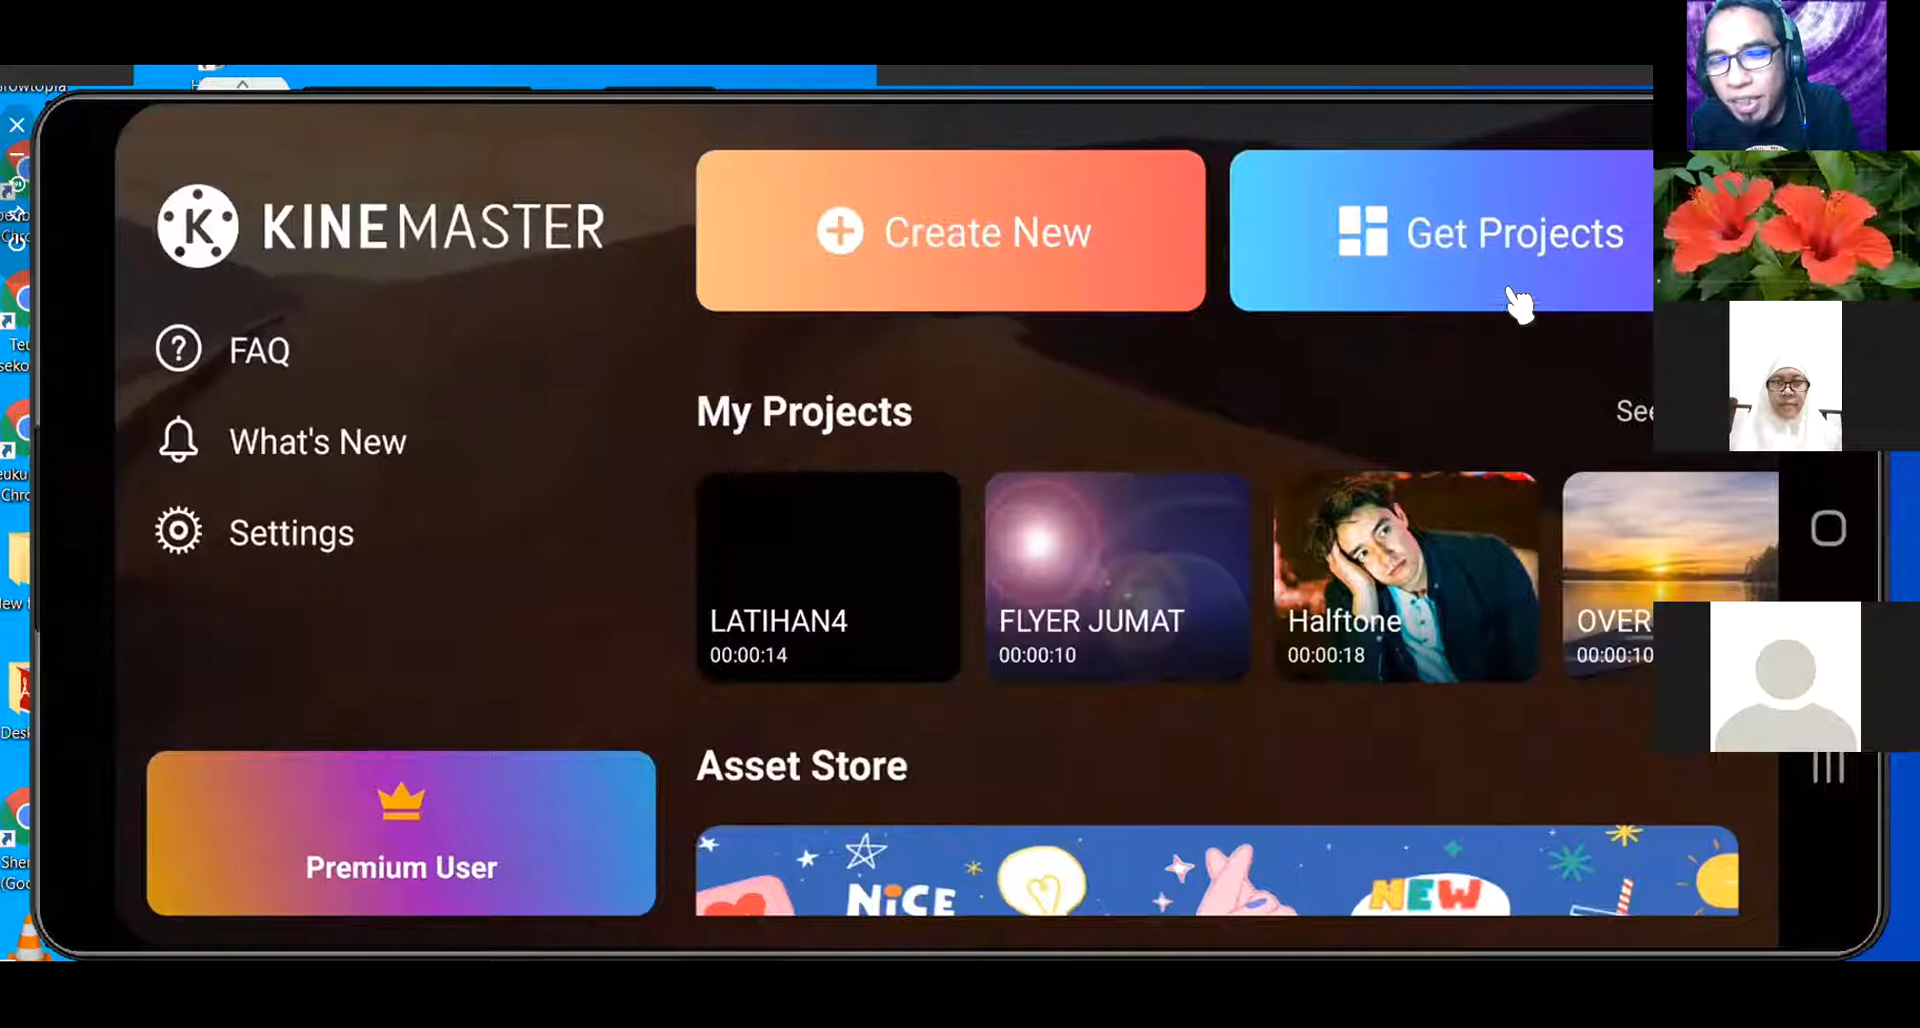 KINEMASTER
FAQ
What's New
Settings
Premium User
Create New
Get Projects
My Projects
See
LATIHAN4
00:00:14
FLYER JUMAT
00:00:10
Halftone
00:00:18
OVER
00:00:10
Asset Store
NiCE
NEW